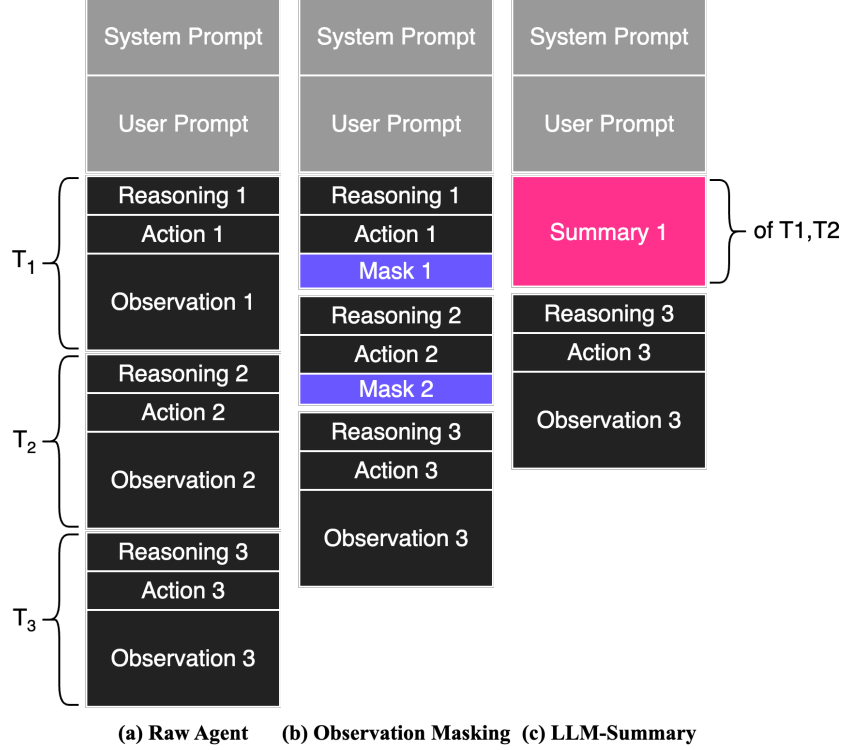 System Prompt
User Prompt
T1
Reasoning 1
Action 1
Observation 1
T2
Reasoning 2
Action 2
Observation 2
T3
Reasoning 3
Action 3
Observation 3
(a) Raw Agent
System Prompt
User Prompt
Reasoning 1
Action 1
Mask 1
Reasoning 2
Action 2
Mask 2
Reasoning 3
Action 3
Observation 3
(b) Observation Masking
System Prompt
User Prompt
Summary 1
of T1,T2
Reasoning 3
Action 3
Observation 3
(c) LLM-Summary